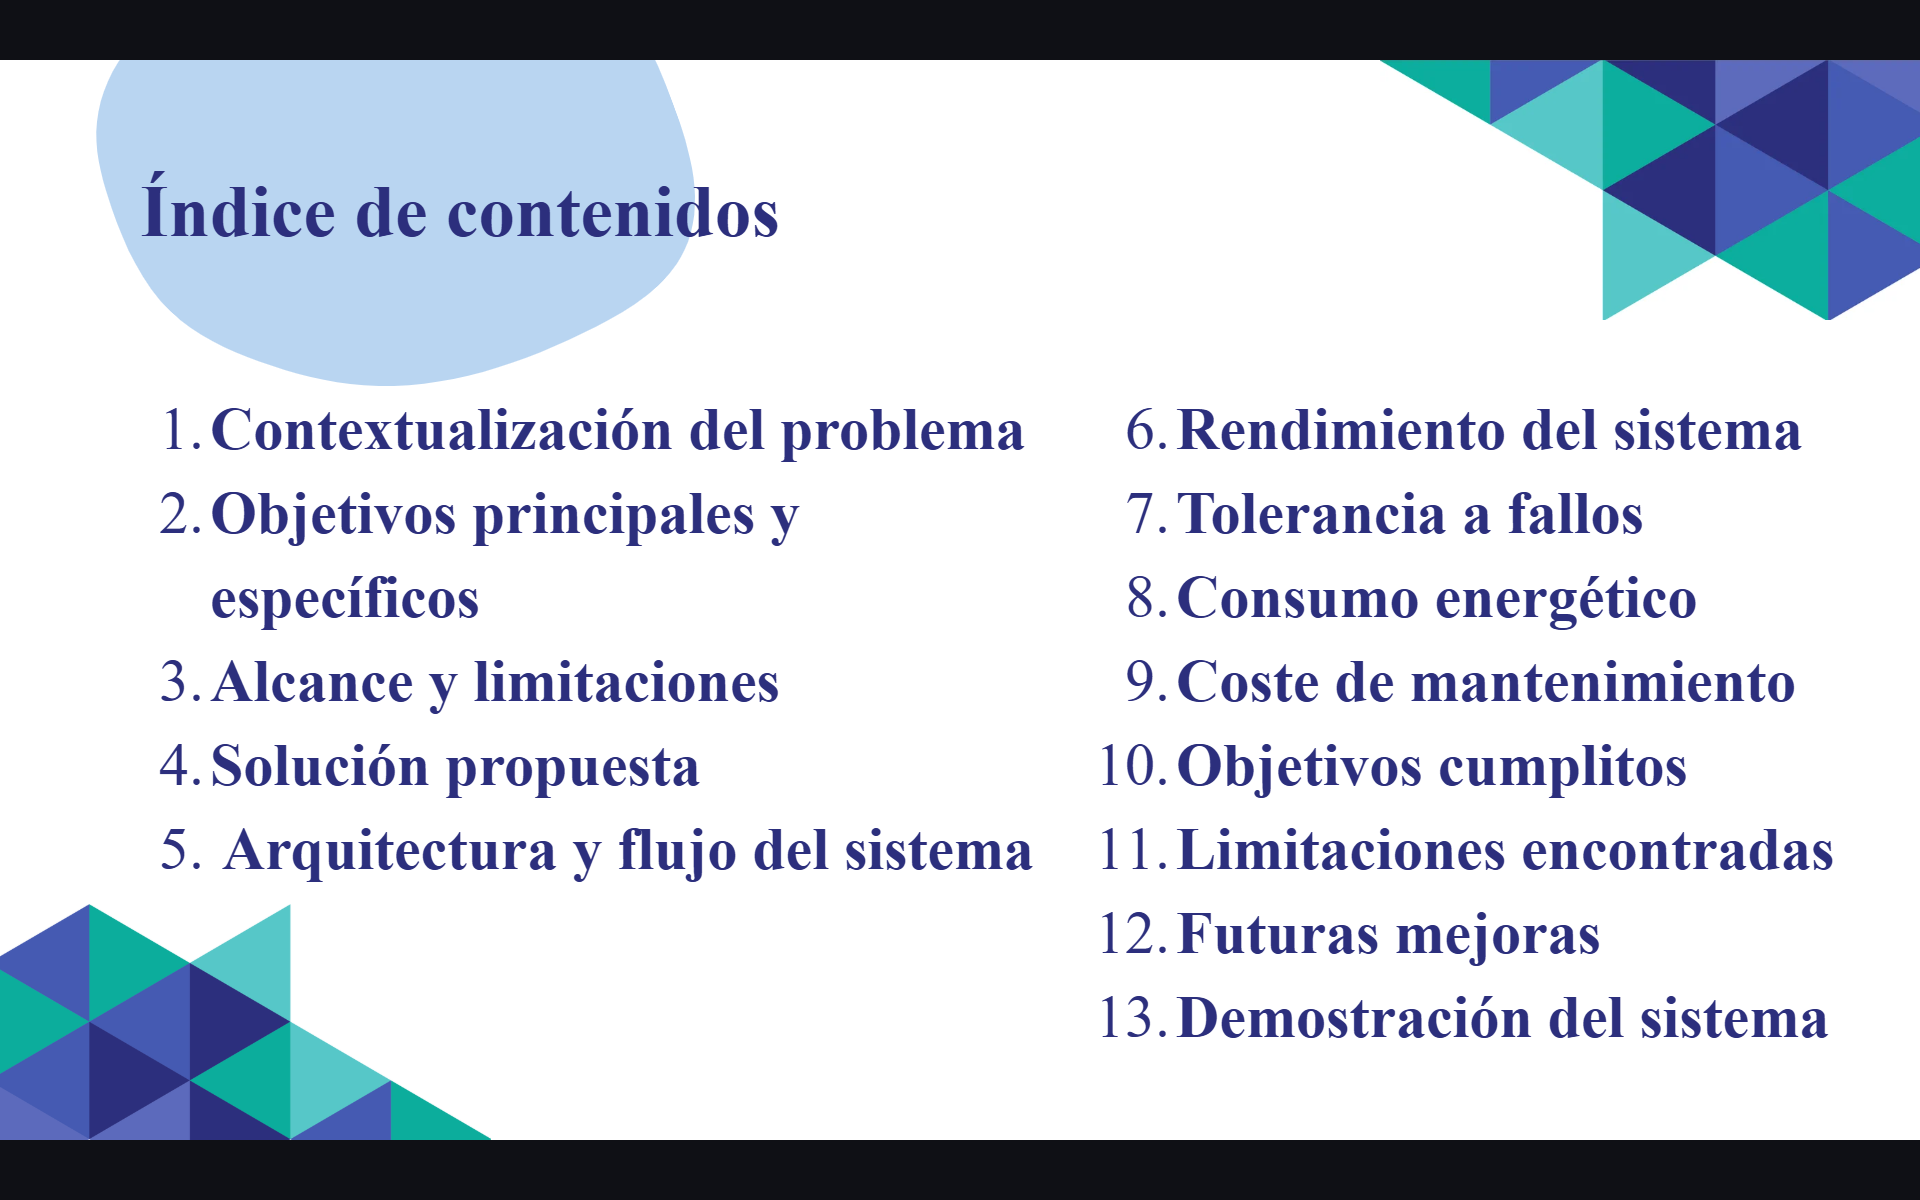 Índice de contenidos
1. Contextualización del problema
2. Objetivos principales y
específicos
3. Alcance y limitaciones
4. Solución propuesta
5. Arquitectura y flujo del sistema
6. Rendimiento del sistema
7. Tolerancia a fallos
8. Consumo energético
9. Coste de mantenimiento
10. Objetivos cumplitos
11. Limitaciones encontradas
12. Futuras mejoras
13. Demostración del sistema